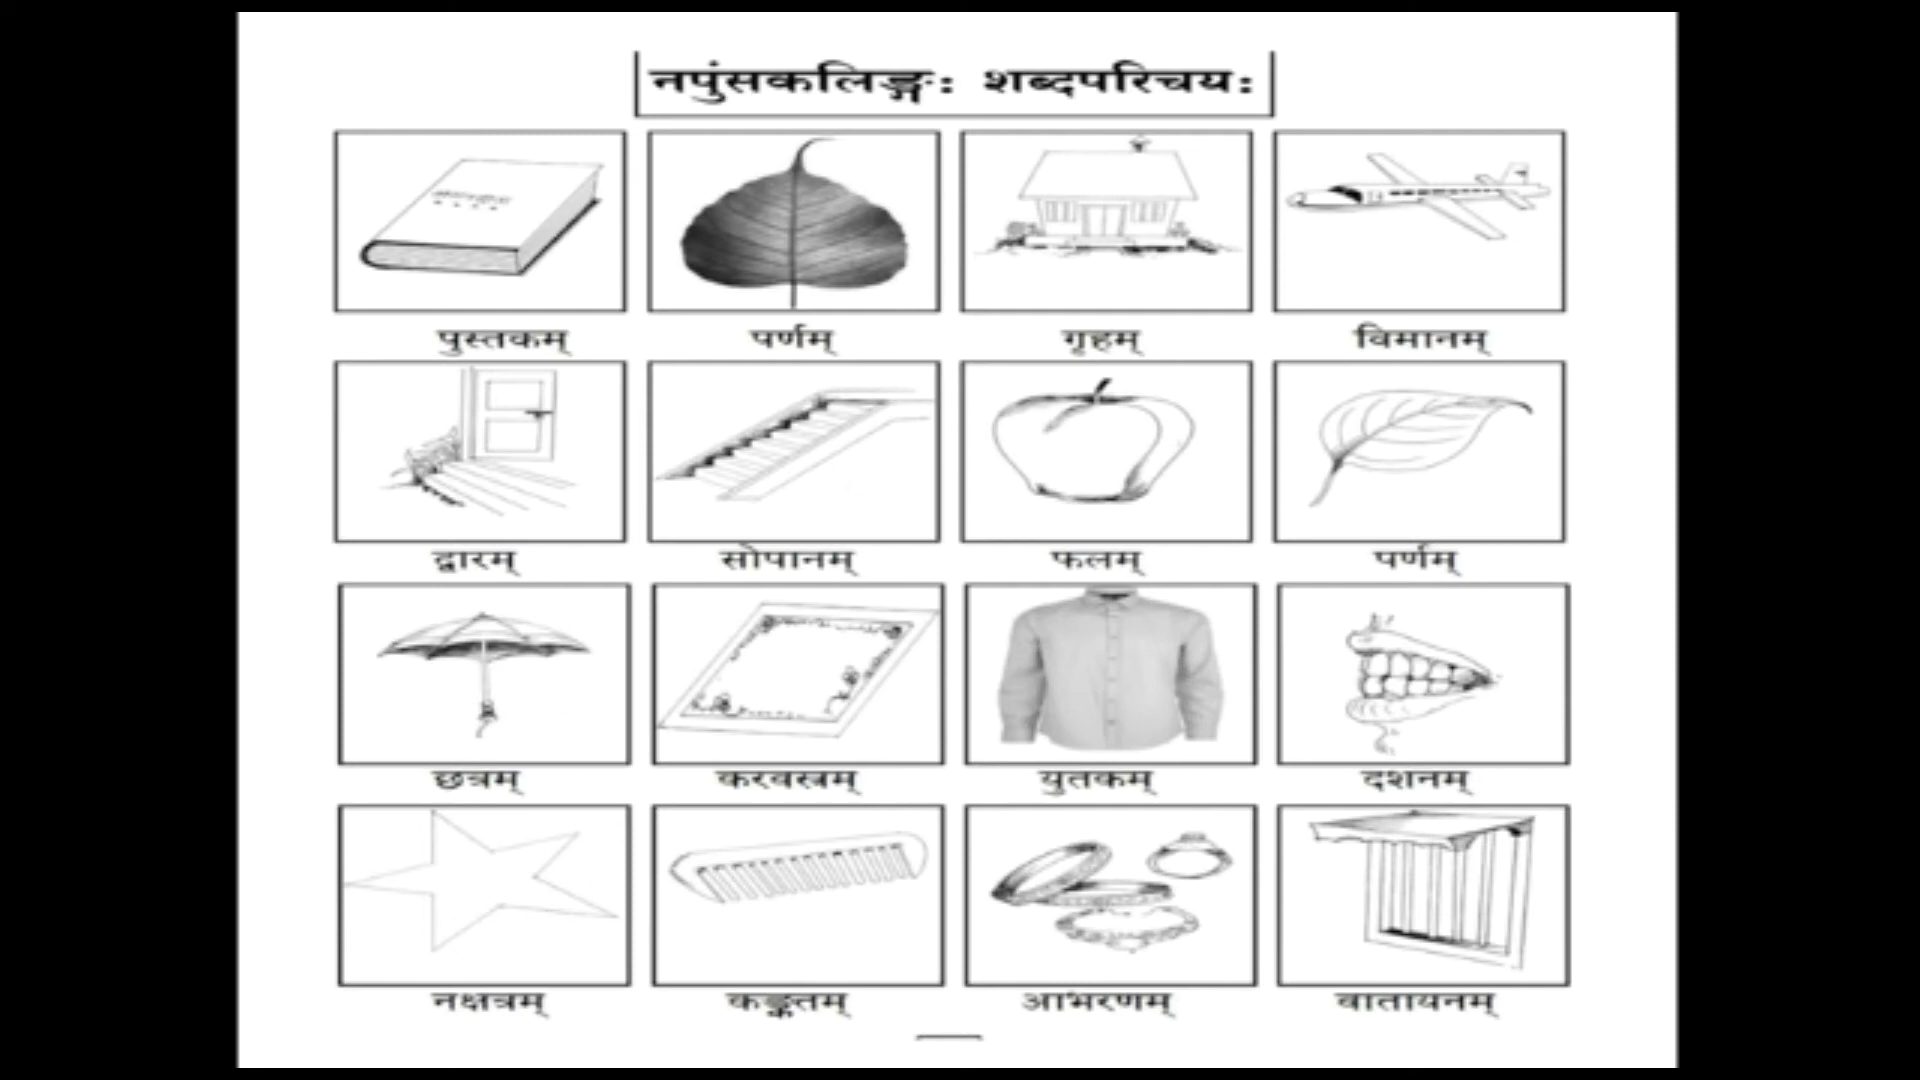 नपुंसकलिङ्गः शब्दपरिचयः
पुस्तकम् पर्णम् गृहम् विमानम्
द्वारम् सोपानम् फलम् पर्णम्
छत्रम् करवस्त्रम् युतकम् दशनम्
नक्षत्रम् कङ्कतम् आभरणम् वातायनम्